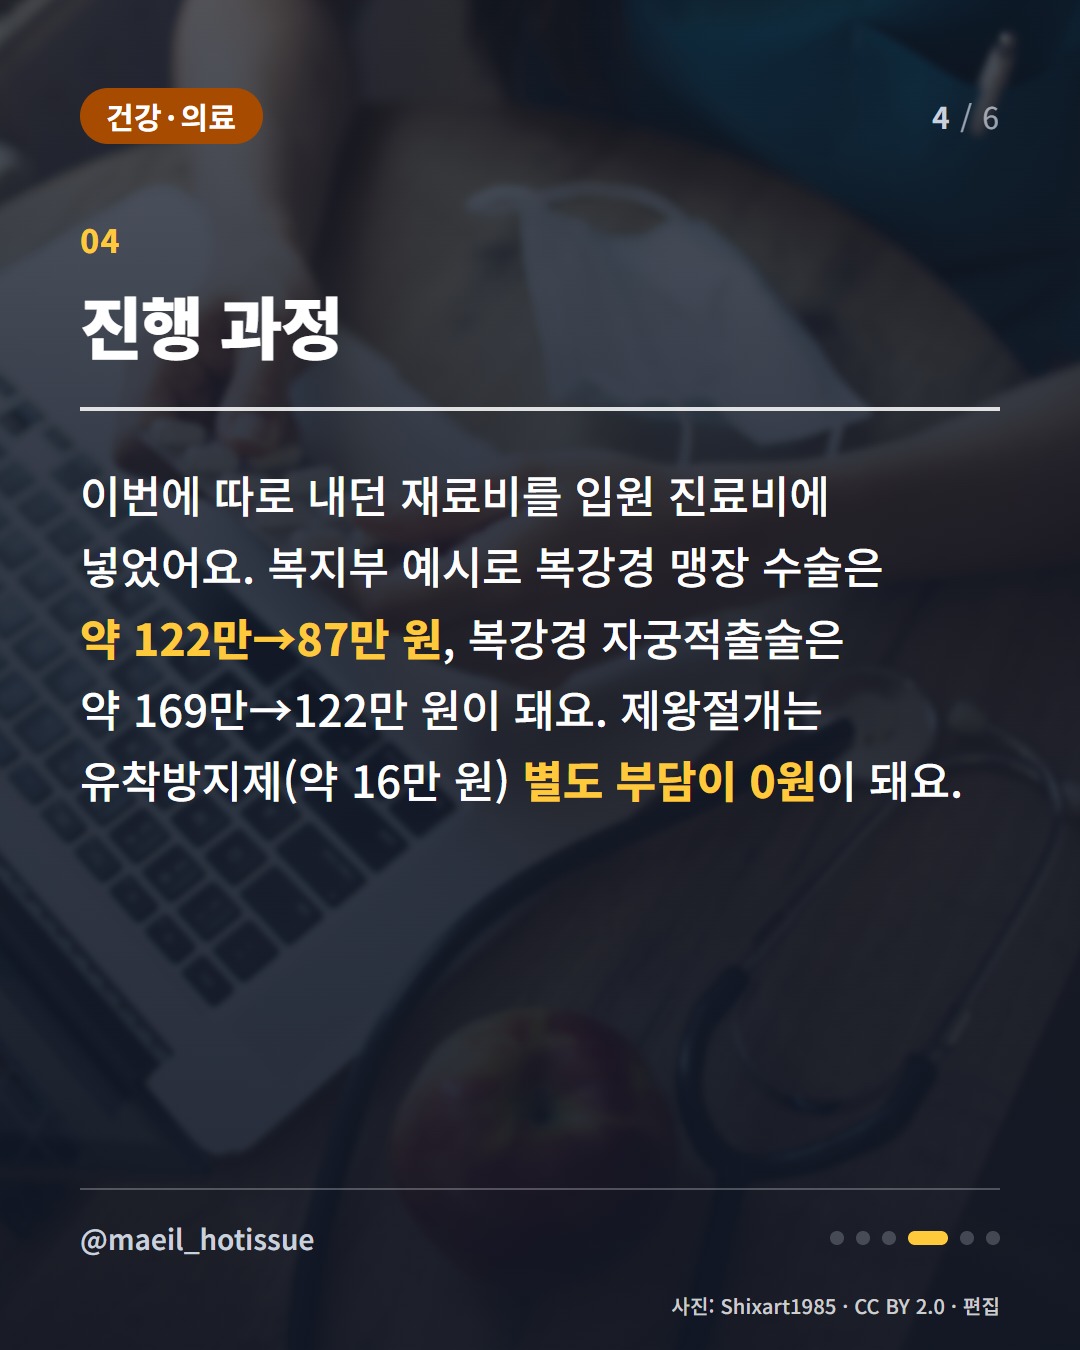 건강·의료
4 / 6
04
진행 과정
이번에 따로 내던 재료비를 입원 진료비에
넣었어요. 복지부 예시로 복강경 맹장 수술은
약 122만→87만 원, 복강경 자궁적출술은
약 169만→122만 원이 돼요. 제왕절개는
유착방지제(약 16만 원) 별도 부담이 0원이 돼요.
@maeil_hotissue
사진: Shixart1985 · CC BY 2.0 · 편집